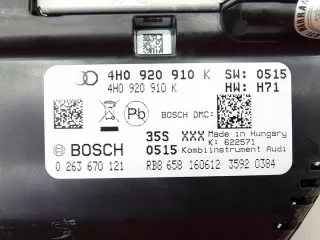 4H0 920 910 K SW: 0515
4H0 920 910 K HW: H71
Pb BOSCH DMC:
35S XXX Made in Hungary
K: 622571
BOSCH 0515 Kombiinstrument Audi
0 263 670 121 RB8 658 160612 3592 0384